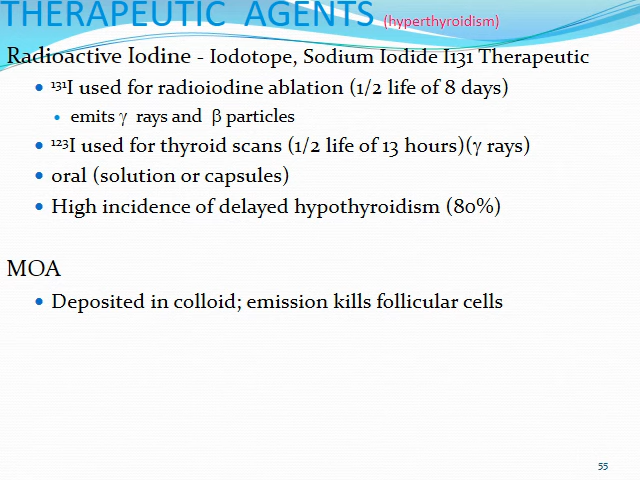 THERAPEUTIC AGENTS (hyperthyroidism)
Radioactive Iodine - Iodotope, Sodium Iodide I131 Therapeutic
• ¹³¹I used for radioiodine ablation (1/2 life of 8 days)
• emits γ rays and β particles
• ¹²³I used for thyroid scans (1/2 life of 13 hours)(γ rays)
• oral (solution or capsules)
• High incidence of delayed hypothyroidism (80%)
MOA
• Deposited in colloid; emission kills follicular cells
55